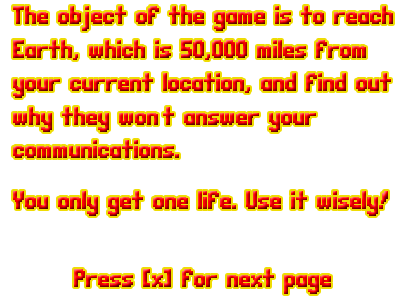 The object of the game is to reach
Earth, which is 50,000 miles from
your current location, and find out
why they won't answer your
communications.
You only get one life. Use it wisely!
Press [x] for next page